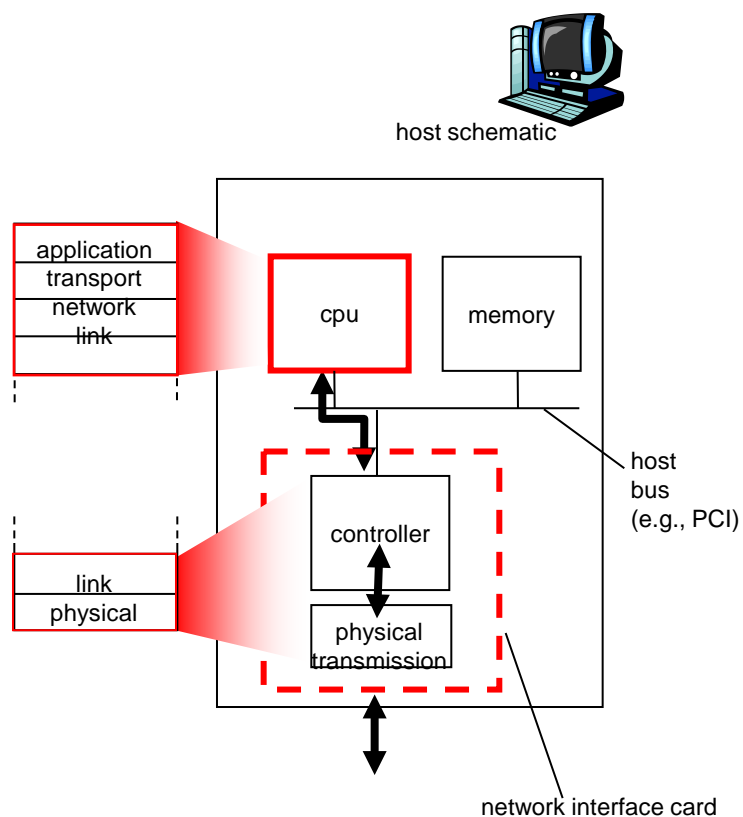 host schematic
application
transport
network
link
cpu
memory
host
bus
(e.g., PCI)
controller
link
physical
physical
transmission
network interface card